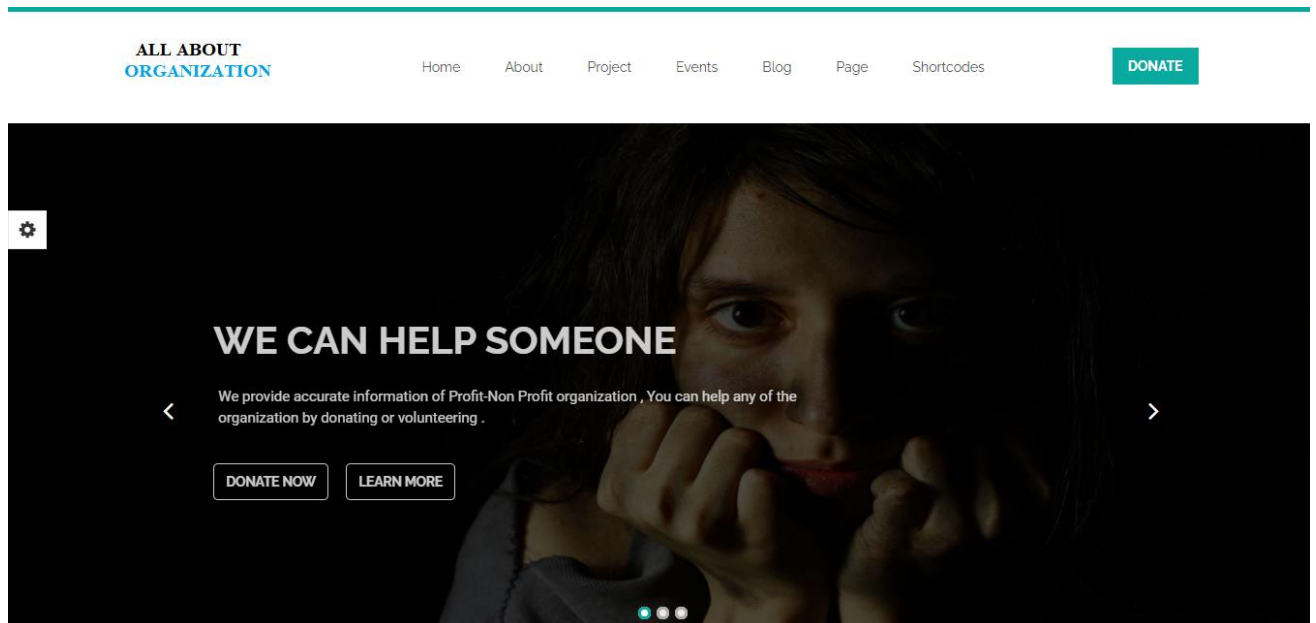 ALL ABOUT
ORGANIZATION
Home About Project Events Blog Page Shortcodes
DONATE
WE CAN HELP SOMEONE
We provide accurate information of Profit-Non Profit organization , You can help any of the
organization by donating or volunteering .
DONATE NOW LEARN MORE